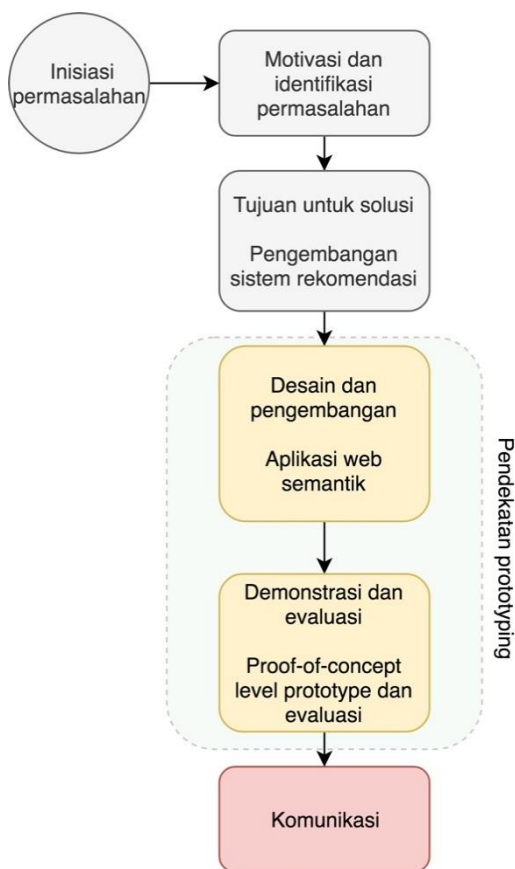 Inisiasi
permasalahan
Motivasi dan
identifikasi
permasalahan
Tujuan untuk solusi
Pengembangan
sistem rekomendasi
Desain dan
pengembangan
Aplikasi web
semantik
Pendekatan prototyping
Demonstrasi dan
evaluasi
Proof-of-concept
level prototype dan
evaluasi
Komunikasi